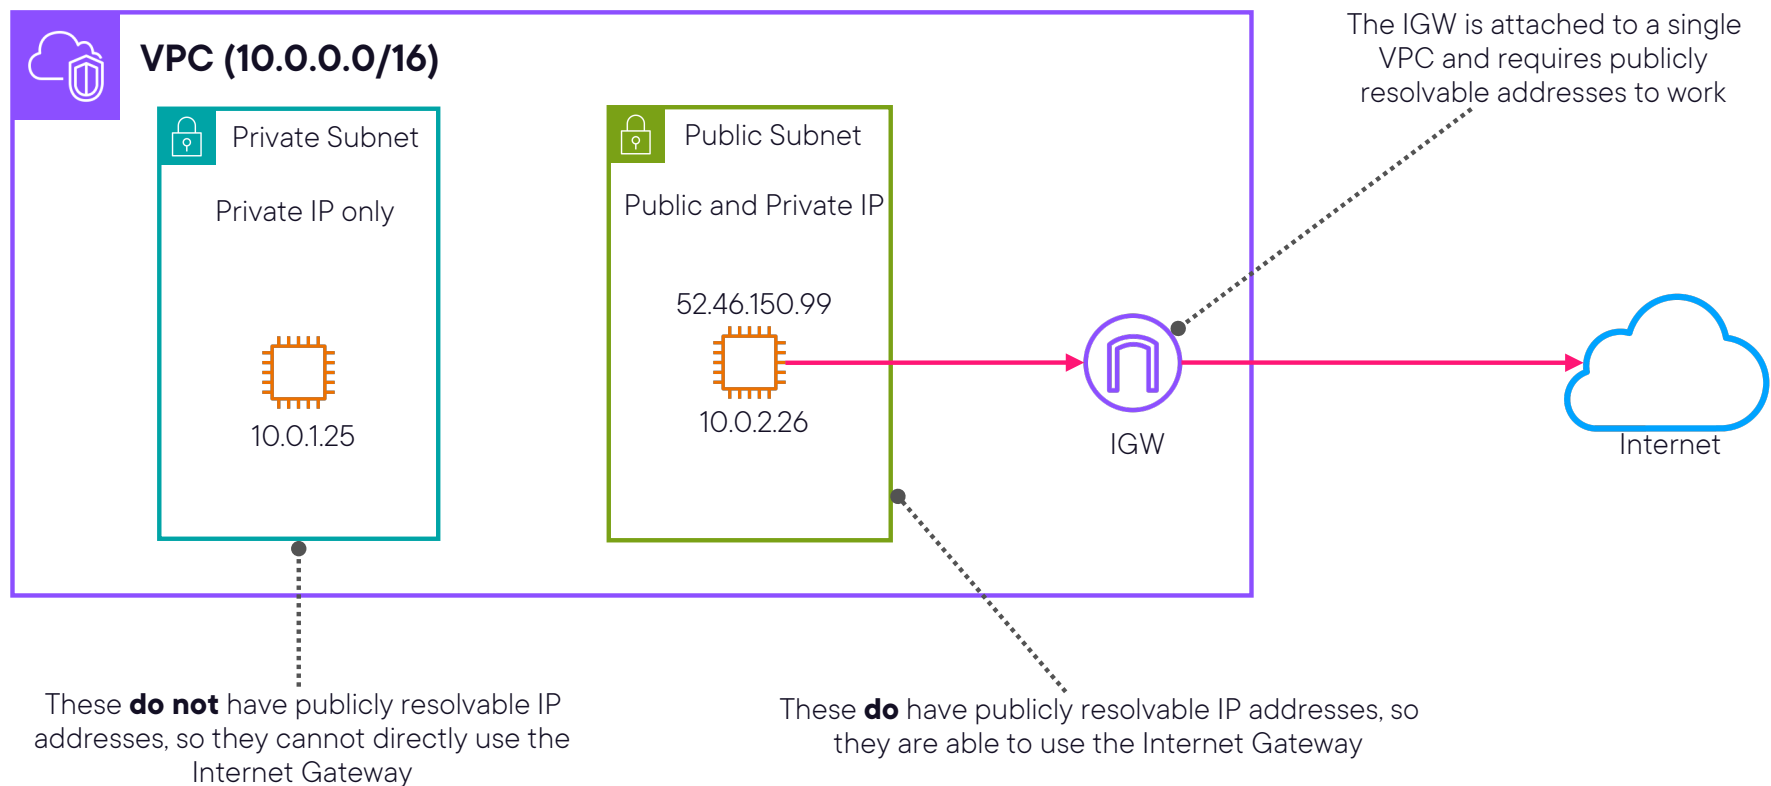 The IGW is attached to a single
VPC and requires publicly
resolvable addresses to work
VPC (10.0.0.0/16)
Private Subnet
Private IP only
10.0.1.25
Public Subnet
Public and Private IP
52.46.150.99
10.0.2.26
IGW
Internet
These do not have publicly resolvable IP
addresses, so they cannot directly use the
Internet Gateway
These do have publicly resolvable IP addresses, so
they are able to use the Internet Gateway